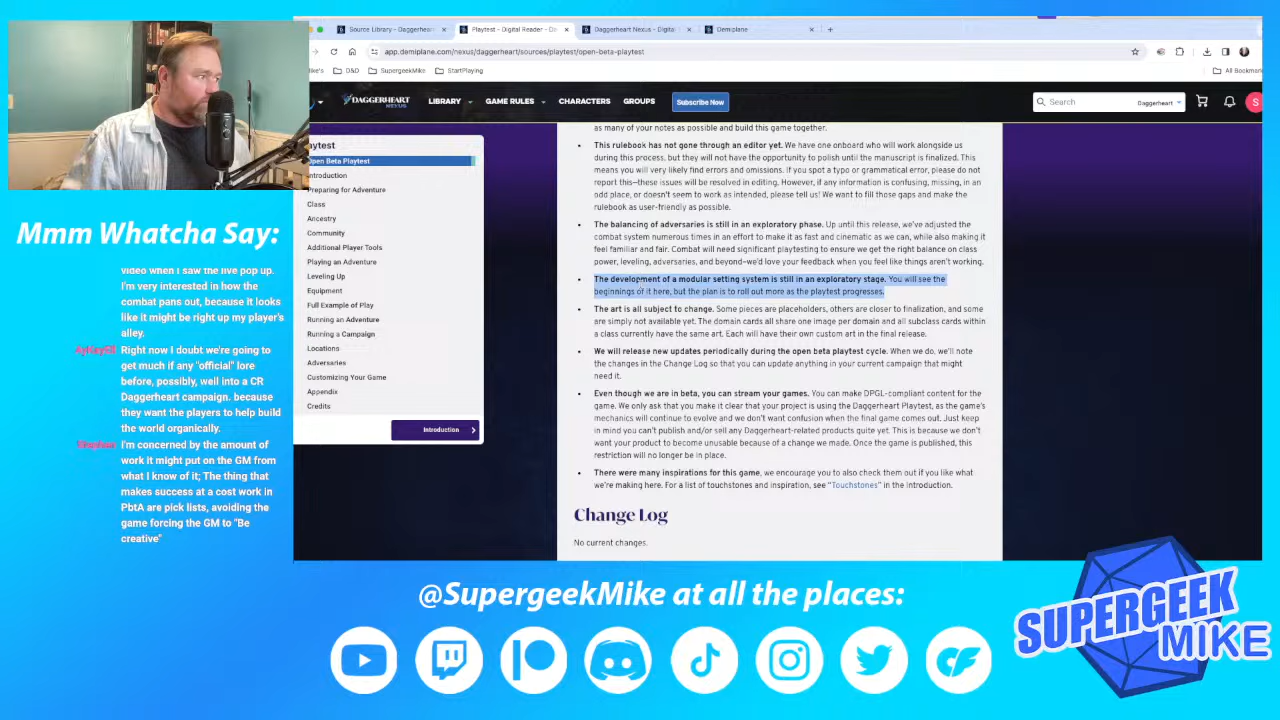 Source Library - Daggerhear
Playtest - Digital Reader - De
Daggerheart Nexus - Digital
Demiplane
app.demiplane.com/nexus/daggerheart/sources/playtest/open-beta-playtest
D&D
SupergeekMike
StartPlaying
All Bookmar
DAGGERHEART
NEXUS
LIBRARY
GAME RULES
CHARACTERS
GROUPS
Subscribe Now
Search
Daggerheart
S
aytest
Open Beta Playtest
Introduction
Preparing for Adventure
Class
Ancestry
Community
Additional Player Tools
Playing an Adventure
Leveling Up
Equipment
Full Example of Play
Running an Adventure
Running a Campaign
Locations
Adversaries
Customizing Your Game
Appendix
Credits
Introduction
as many of your notes as possible and build this game together.
• This rulebook has not gone through an editor yet. We have one onboard who will work alongside us
during this process, but they will not have the opportunity to polish until the manuscript is finalized. This
means you will very likely find errors and omissions. If you spot a typo or grammatical error, please do not
report this—these issues will be resolved in editing. However, if any information is confusing, missing, in an
odd place, or doesn't seem to work as intended, please tell us! We want to fill those gaps and make the
rulebook as user-friendly as possible.
• The balancing of adversaries is still in an exploratory phase. Up until this release, we've adjusted the
combat system numerous times in an effort to make it as fast and cinematic as we can, while also making it
feel familiar and fair. Combat will need significant playtesting to ensure we get the right balance on class
power, leveling, adversaries, and beyond—we'd love your feedback when you feel like things aren't working.
• The development of a modular setting system is still in an exploratory stage. You will see the
beginnings of it here, but the plan is to roll out more as the playtest progresses.
• The art is all subject to change. Some pieces are placeholders, others are closer to finalization, and some
are simply not available yet. The domain cards all share one image per domain and all subclass cards within
a class currently have the same art. Each will have their own custom art in the final release.
• We will release new updates periodically during the open beta playtest cycle. When we do, we'll note
the changes in the Change Log so that you can update anything in your current campaign that might
need it.
• Even though we are in beta, you can stream your games. You can make DPGL-compliant content for the
game. We only ask that you make it clear that your project is using the Daggerheart Playtest, as the game's
mechanics will continue to evolve and we don't want confusion when the final game comes out. Just keep
in mind you can't publish and/or sell any Daggerheart-related products quite yet. This is because we don't
want your product to become unusable because of a change we made. Once the game is published, this
restriction will no longer be in place.
• There were many inspirations for this game, we encourage you to also check them out if you like what
we're making here. For a list of touchstones and inspiration, see "Touchstones" in the Introduction.
Change Log
No current changes.
Mmm Whatcha Say:
video when I saw the live pop up.
I'm very interested in how the
combat pans out, because it looks
like it might be right up my player's
alley.
Right now I doubt we're going to
get much if any "official" lore
before, possibly, well into a CR
Daggerheart campaign. because
they want the players to help build
the world organically.
I'm concerned by the amount of
work it might put on the GM from
what I know of it; The thing that
makes success at a cost work in
PbtA are pick lists, avoiding the
game forcing the GM to "Be
creative"
@SupergeekMike at all the places:
SUPERGEEK
MIKE